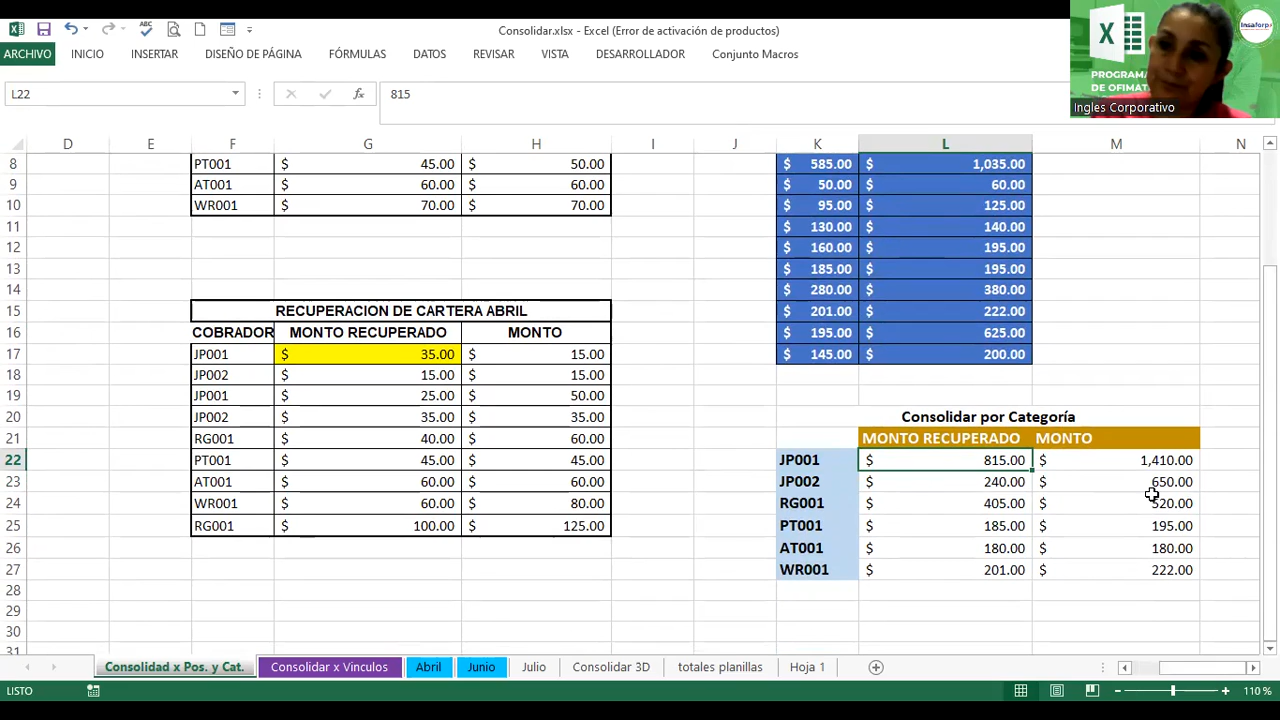 Consolidar.xlsx - Excel (Error de activación de productos)
ARCHIVO INICIO INSERTAR DISEÑO DE PÁGINA FÓRMULAS DATOS REVISAR VISTA DESARROLLADOR Conjunto Macros
PROGRAMA
DE OFIMAT
Insaforp
Ingles Corporativo
L22 fx 815
D E F G H I J K L M N
8 PT001 $ 45.00 $ 50.00 $ 585.00 $ 1,035.00
9 AT001 $ 60.00 $ 60.00 $ 50.00 $ 60.00
10 WR001 $ 70.00 $ 70.00 $ 95.00 $ 125.00
11 $ 130.00 $ 140.00
12 $ 160.00 $ 195.00
13 $ 185.00 $ 195.00
14 $ 280.00 $ 380.00
15 RECUPERACION DE CARTERA ABRIL $ 201.00 $ 222.00
16 COBRADOR MONTO RECUPERADO MONTO $ 195.00 $ 625.00
17 JP001 $ 35.00 $ 15.00 $ 145.00 $ 200.00
18 JP002 $ 15.00 $ 15.00
19 JP001 $ 25.00 $ 50.00
20 JP002 $ 35.00 $ 35.00 Consolidar por Categoría
21 RG001 $ 40.00 $ 60.00 MONTO RECUPERADO MONTO
22 PT001 $ 45.00 $ 45.00 JP001 $ 815.00 $ 1,410.00
23 AT001 $ 60.00 $ 60.00 JP002 $ 240.00 $ 650.00
24 WR001 $ 60.00 $ 80.00 RG001 $ 405.00 $ 520.00
25 RG001 $ 100.00 $ 125.00 PT001 $ 185.00 $ 195.00
26 AT001 $ 180.00 $ 180.00
27 WR001 $ 201.00 $ 222.00
28
29
30
31
Consolidad x Pos. y Cat. Consolidar x Vinculos Abril Junio Julio Consolidar 3D totales planillas Hoja 1
LISTO 110 %